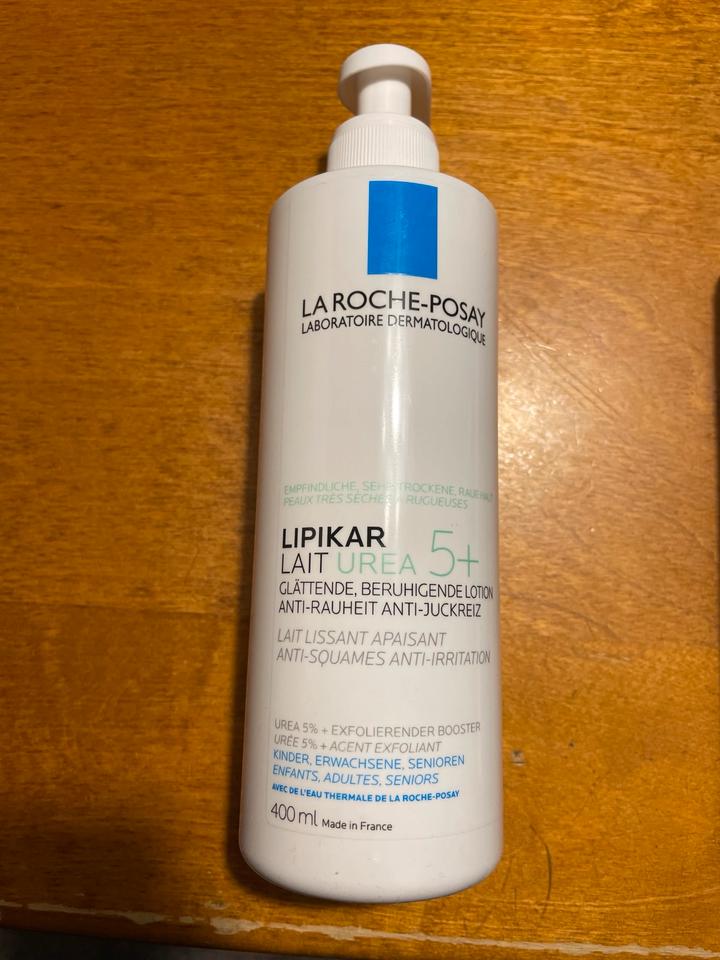 LA ROCHE-POSAY
LABORATOIRE DERMATOLOGIQUE
EMPFINDLICHE, SEHR TROCKENE, RAUE HAUT
PEAUX TRÈS SÈCHES À RUGUEUSES
LIPIKAR
LAIT UREA 5+
GLÄTTENDE, BERUHIGENDE LOTION
ANTI-RAUHEIT ANTI-JUCKREIZ
LAIT LISSANT APAISANT
ANTI-SQUAMES ANTI-IRRITATION
UREA 5% + EXFOLIERENDER BOOSTER
URÉE 5% + AGENT EXFOLIANT
KINDER, ERWACHSENE, SENIOREN
ENFANTS, ADULTES, SENIORS
AVEC DE L'EAU THERMALE DE LA ROCHE-POSAY
400 ml Made in France